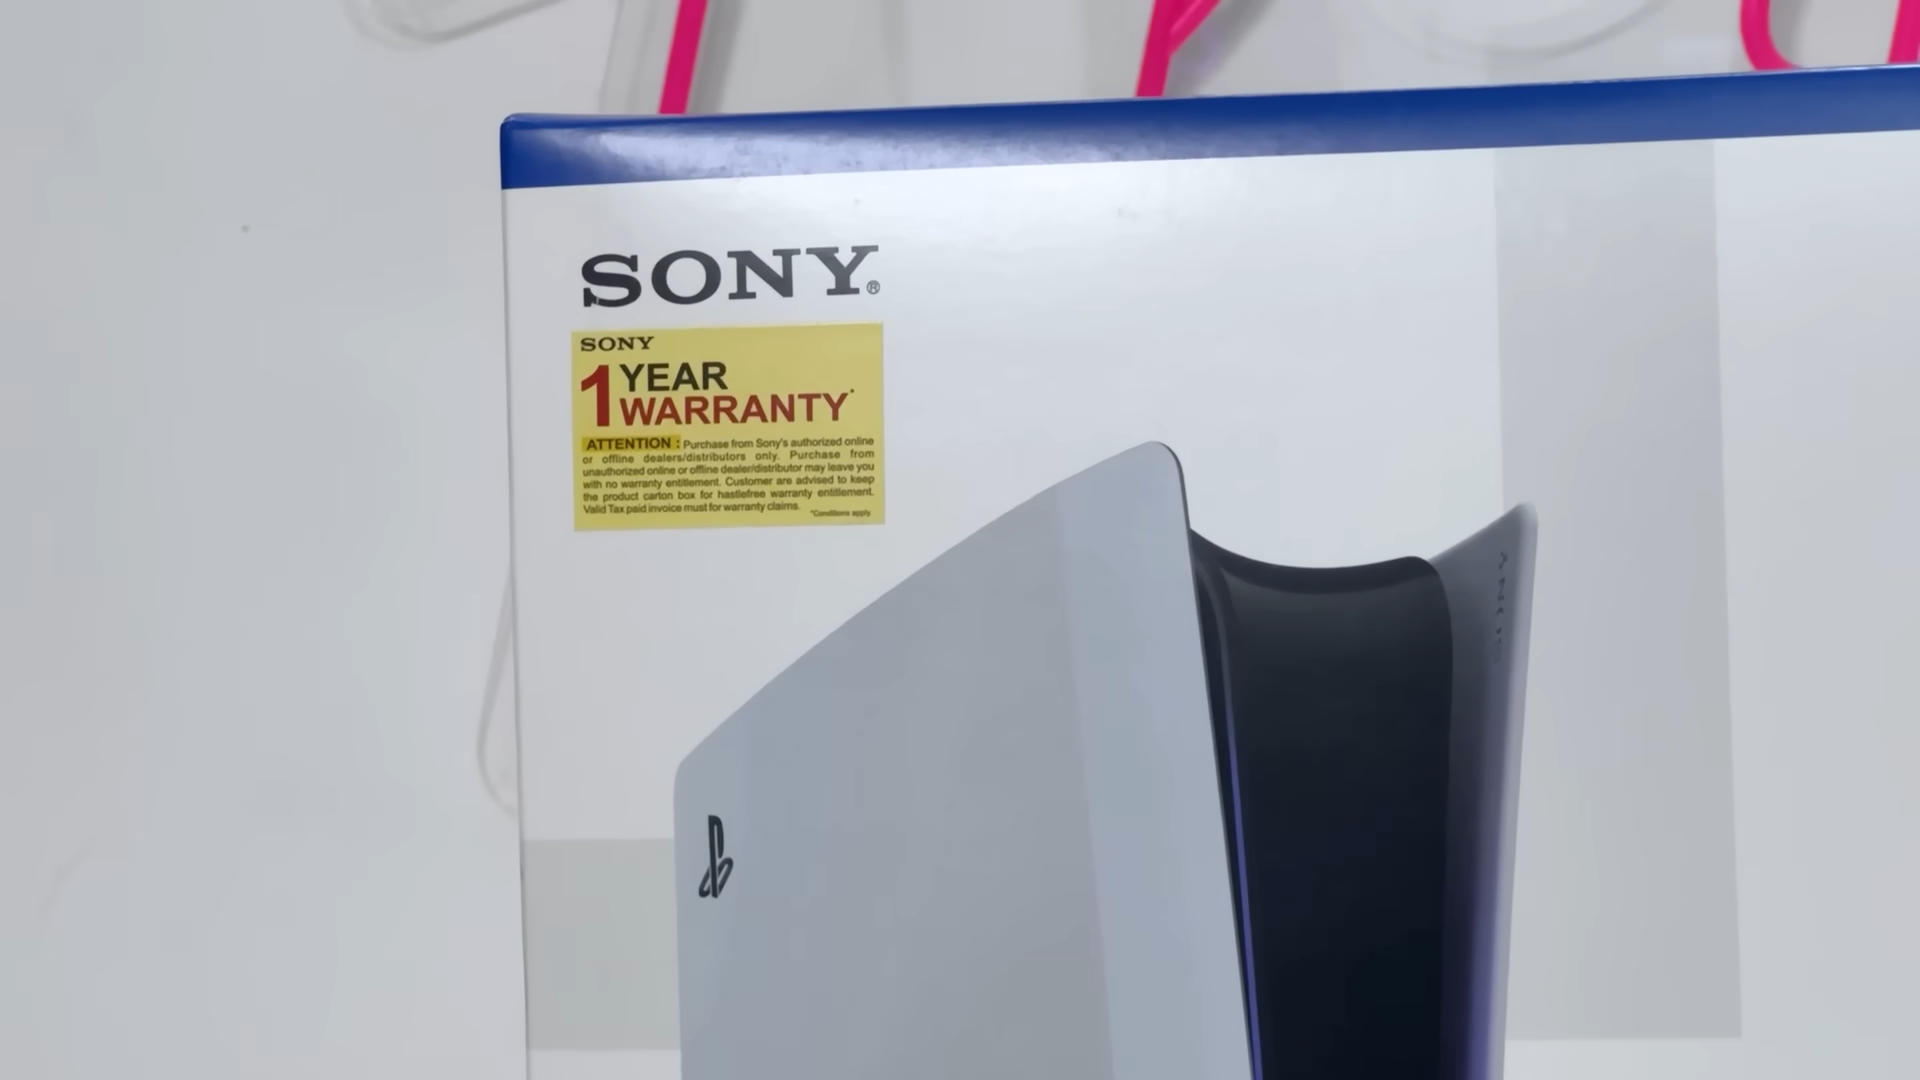 SONY®
SONY
1 YEAR
WARRANTY*
ATTENTION : Purchase from Sony's authorized online
or offline dealers/distributors only. Purchase from
unauthorized online or offline dealer/distributor may leave you
with no warranty entitlement. Customer are advised to keep
the product carton box for hastlefree warranty entitlement.
Valid Tax paid invoice must for warranty claims.
*Conditions apply
SONY